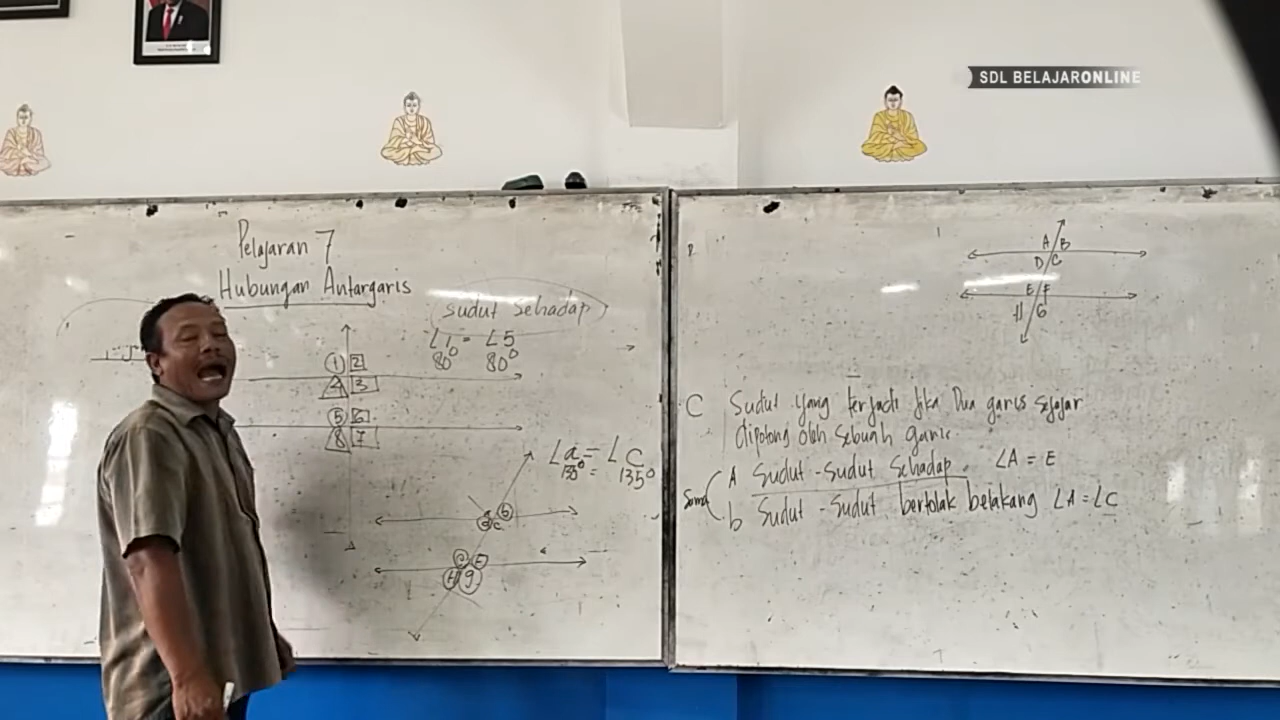 SDL BELAJARONLINE
Pelajaran 7
Hubungan Antargaris
sudut sehadap
∠1 = ∠5
80° 80°
1 2
4 3
5 6
8 7
∠a = ∠c
135° = 135°
b
c
g
A B
D C
E F
H G
C Sudut yang terjadi jika Dua garis sejajar
dipotong oleh sebuah garis.
Sama
A Sudut-Sudut Sehadap. ∠A = E
b Sudut-Sudut bertolak belakang ∠A = ∠C